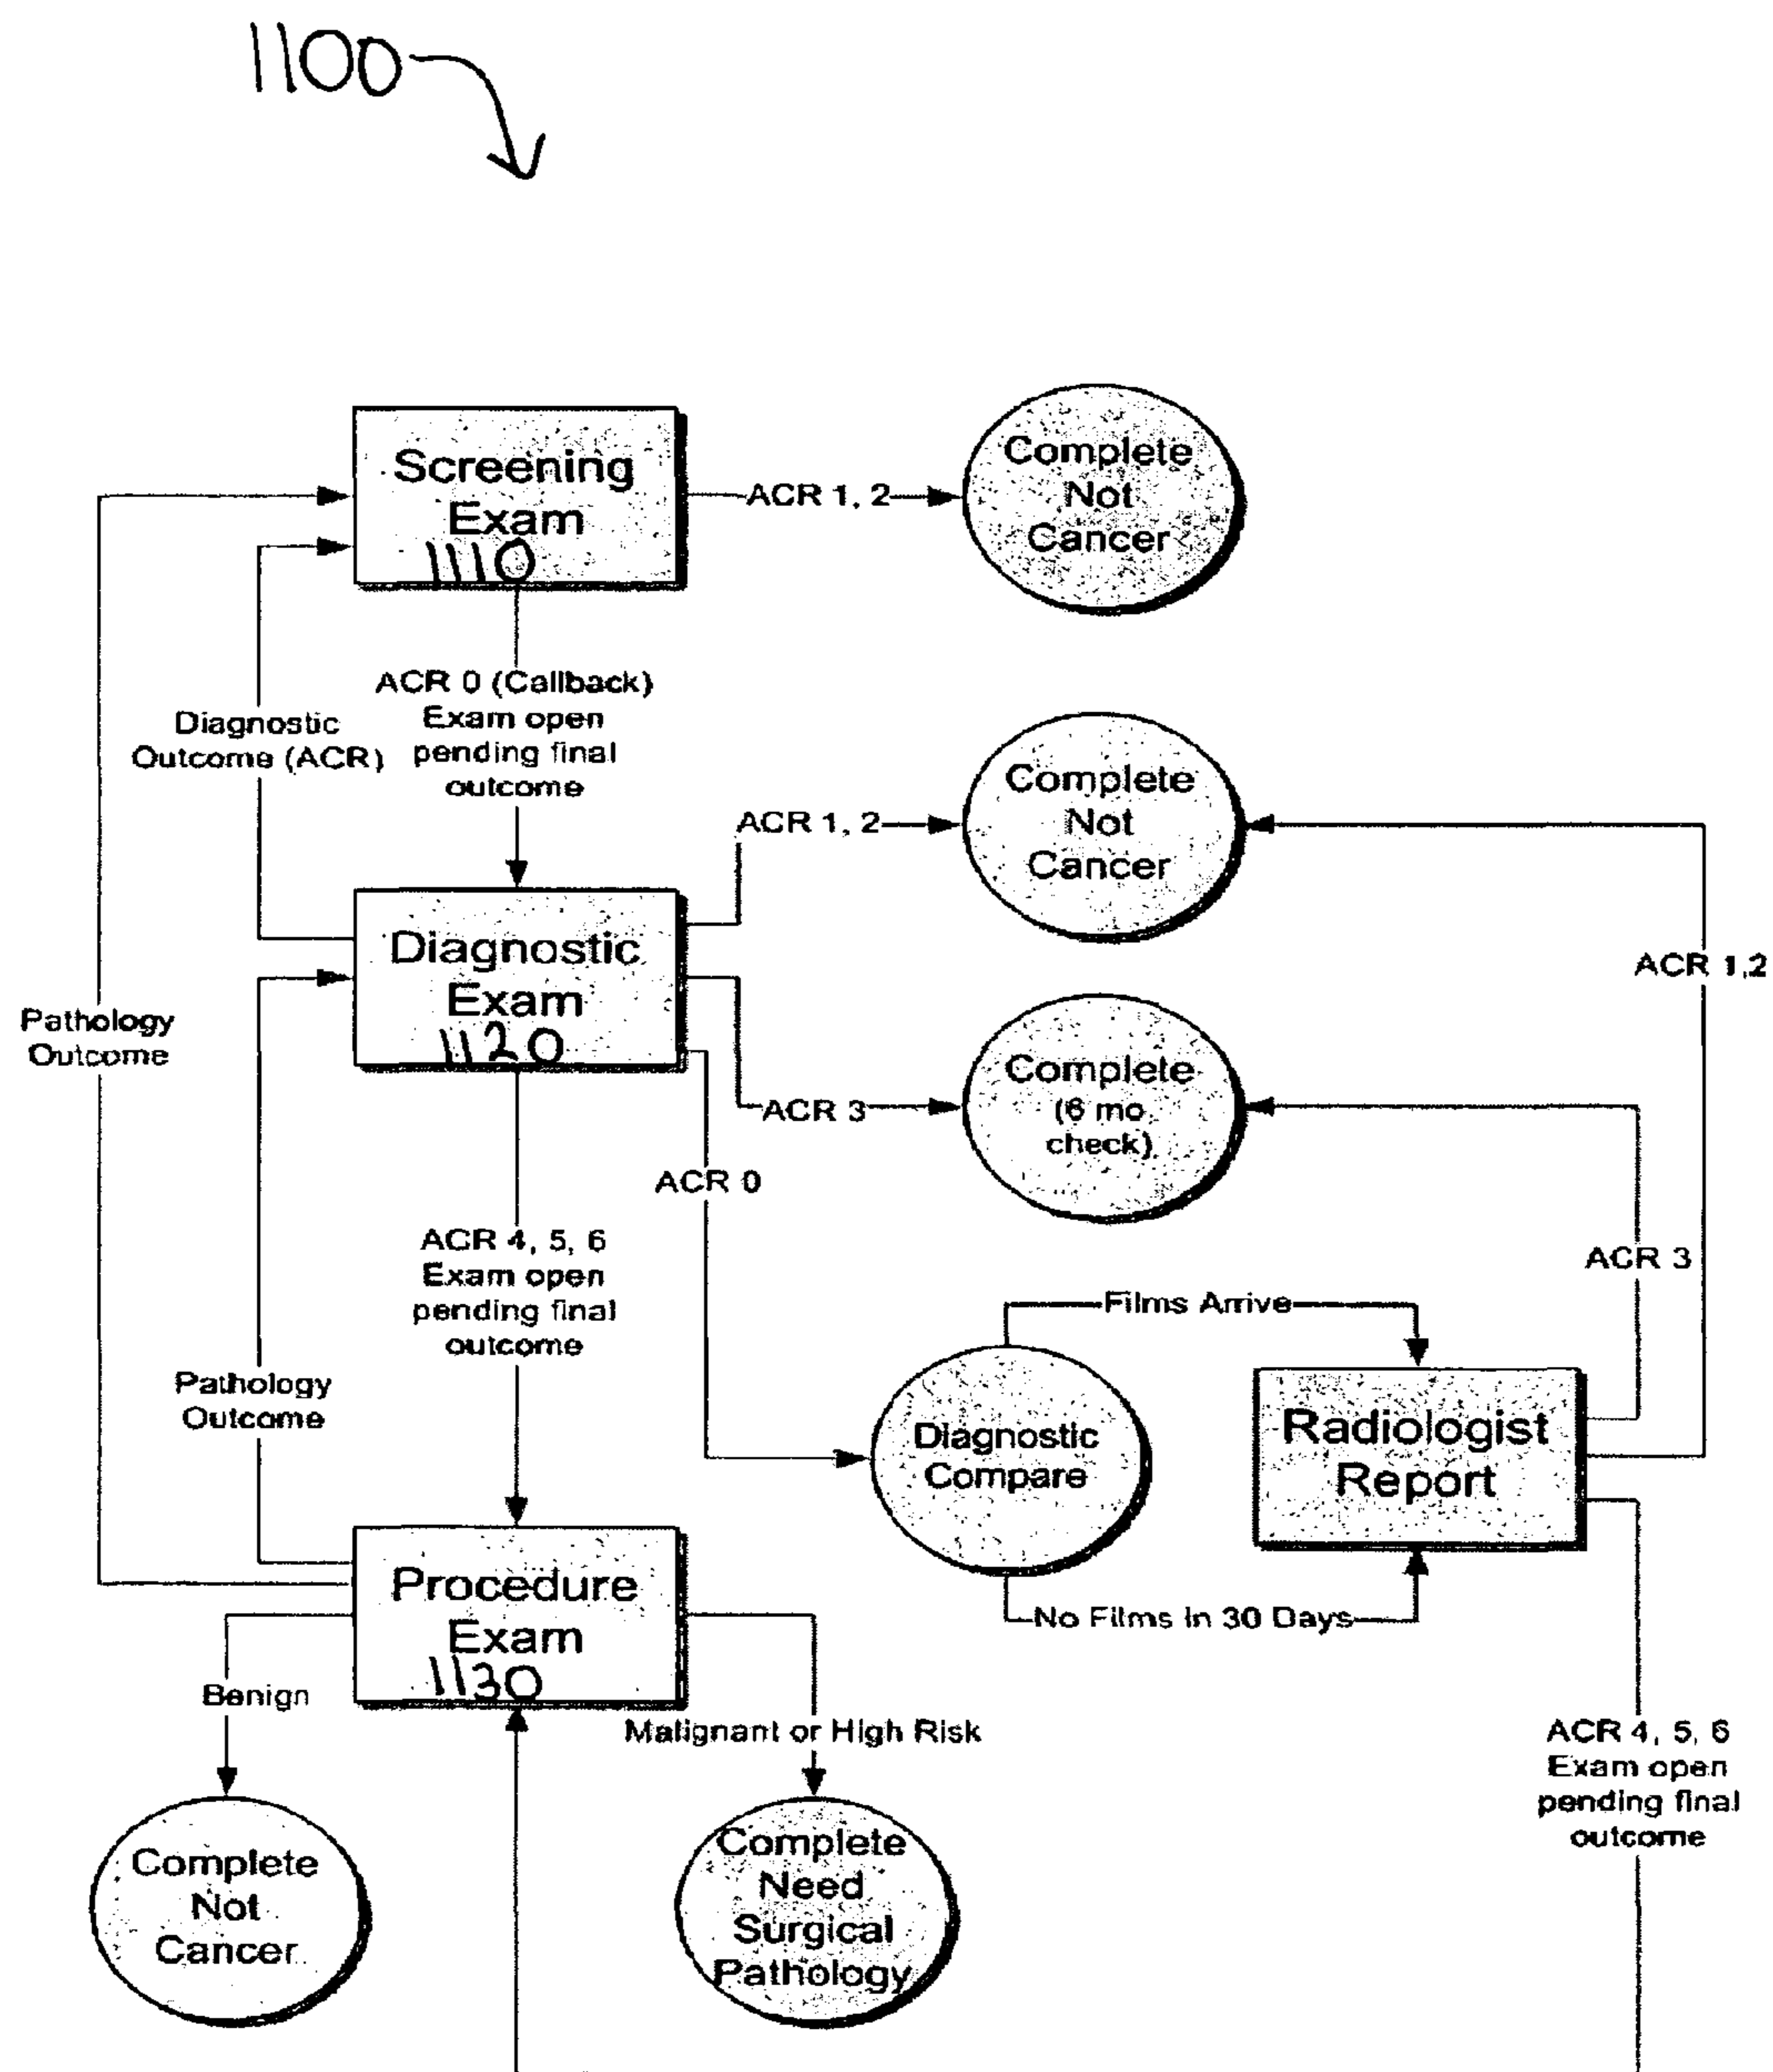 1100
Screening
Exam
1110
ACR 1, 2
Complete
Not
Cancer
ACR 0 (Callback)
Exam open
pending final
outcome
Diagnostic
Outcome (ACR)
ACR 1, 2
Complete
Not
Cancer
Diagnostic
Exam
1120
ACR 1,2
Pathology
Outcome
ACR 3
Complete
(6 mo
check)
ACR 0
ACR 4, 5, 6
Exam open
pending final
outcome
ACR 3
Films Arrive
Pathology
Outcome
Diagnostic
Compare
Radiologist
Report
No Films in 30 Days
Procedure
Exam
1130
Benign
Malignant or High Risk
ACR 4, 5, 6
Exam open
pending final
outcome
Complete
Not
Cancer
Complete
Need
Surgical
Pathology